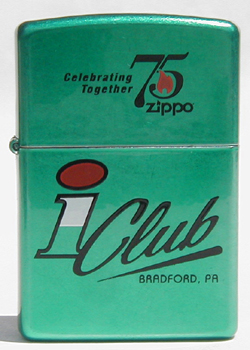 Celebrating
Together 75
zippo
i Club
BRADFORD, PA